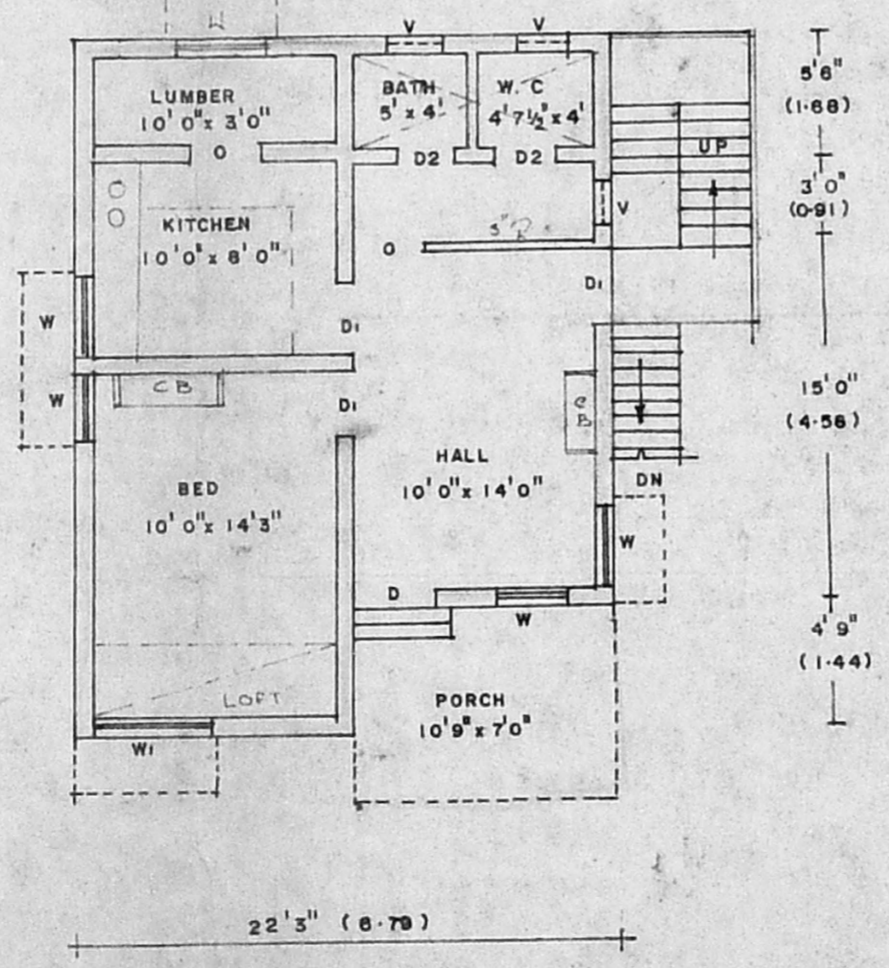 W
V
V
LUMBER
10'0"x 3'0"
BATH
5' x 4'
W. C
4' 7½" x 4'
5'6"
(1.68)
O
D2
D2
UP
3'0"
(0.91)
KITCHEN
10'0" x 8'0"
V
O
D1
W
D1
W
CB
D1
CB
15'0"
(4.56)
HALL
10'0" x 14'0"
BED
10'0" x 14'3"
DN
W
D
W
4'9"
(1.44)
LOFT
PORCH
10'9" x 7'0"
W1
22'3" (6.79)